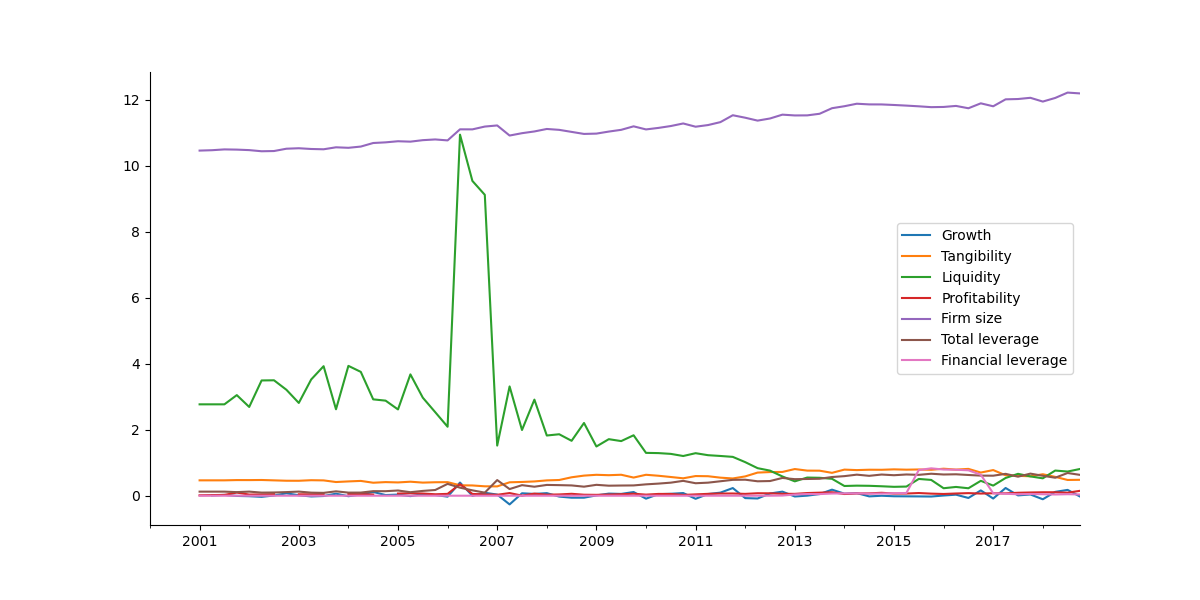 12
10
8
6
4
2
0
Growth
Tangibility
Liquidity
Profitability
Firm size
Total leverage
Financial leverage
2001 2003 2005 2007 2009 2011 2013 2015 2017